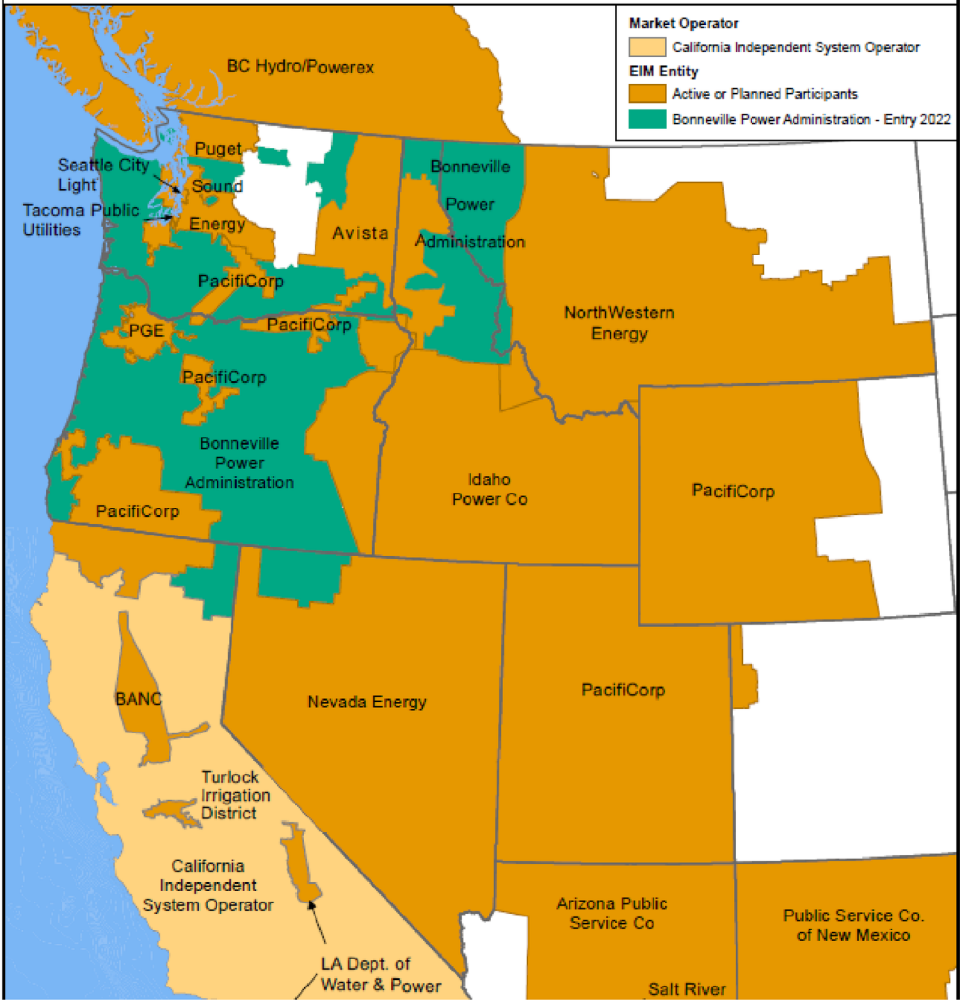 Market Operator
California Independent System Operator
EIM Entity
Active or Planned Participants
Bonneville Power Administration - Entry 2022
BC Hydro/Powerex
Puget
Sound
Energy
Seattle City
Light
Tacoma Public
Utilities
Avista
Bonneville
Power
Administration
PacifiCorp
PacifiCorp
PGE
NorthWestern
Energy
PacifiCorp
Bonneville
Power
Administration
Idaho
Power Co
PacifiCorp
PacifiCorp
BANC
Nevada Energy
PacifiCorp
Turlock
Irrigation
District
California
Independent
System Operator
Arizona Public
Service Co
Public Service Co.
of New Mexico
LA Dept. of
Water & Power
Salt River